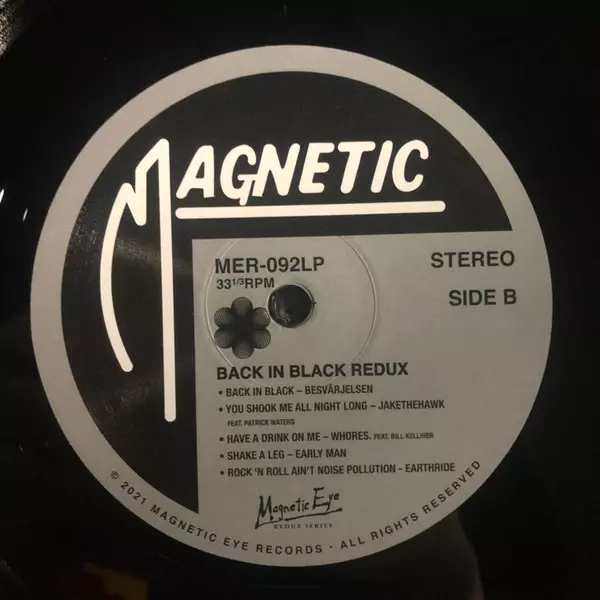 MAGNETIC
MER-092LP
STEREO
33 1/3 RPM
SIDE B
BACK IN BLACK REDUX
• BACK IN BLACK – BESVÄRJELSEN
• YOU SHOOK ME ALL NIGHT LONG – JAKETHEHAWK
FEAT. PATRICK WATERS
• HAVE A DRINK ON ME – WHORES. FEAT. BILL KELLIHER
• SHAKE A LEG – EARLY MAN
• ROCK 'N ROLL AIN'T NOISE POLLUTION - EARTHRIDE
Magnetic Eye
REDUX SERIES
© 2021 MAGNETIC EYE RECORDS · ALL RIGHTS RESERVED